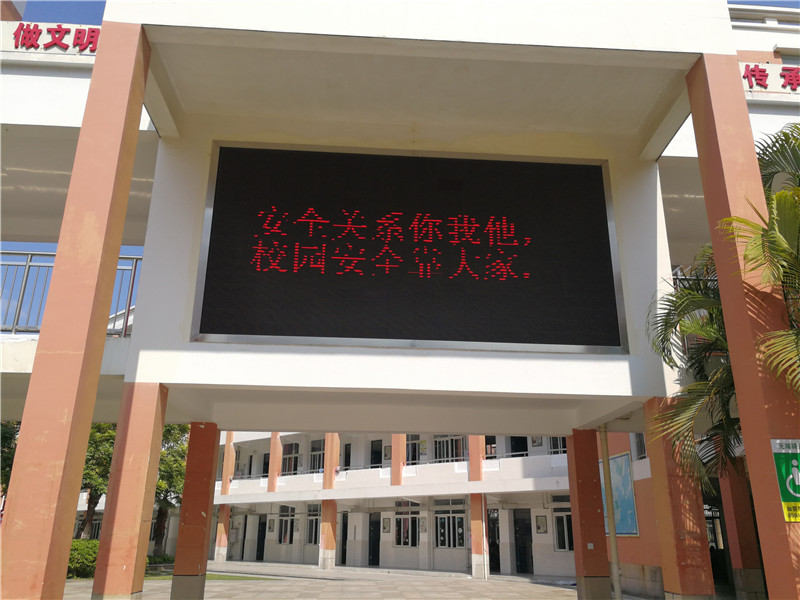 做文明
传承
安全关系你我他,
校园安全靠大家.